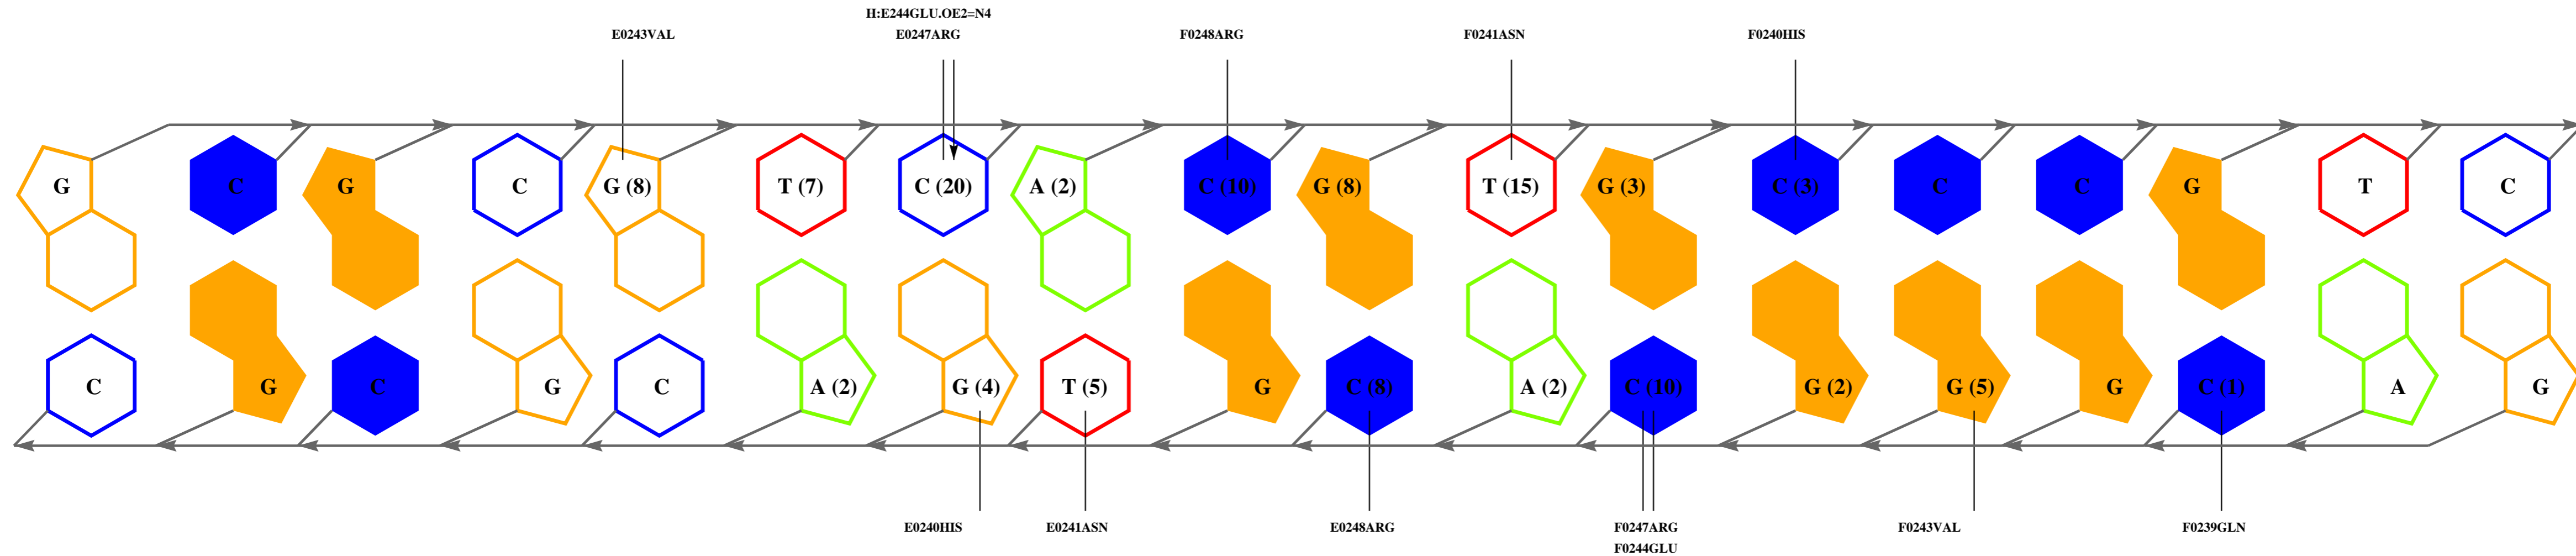 H:E244GLU.OE2=N4
E0243VAL E0247ARG F0248ARG F0241ASN F0240HIS
G C G C G (8) T (7) C (20) A (2) C (10) G (8) T (15) G (3) C (3) C C G T C
C G C G C A (2) G (4) T (5) G C (8) A (2) C (10) G (2) G (5) G C (1) A G
E0240HIS E0241ASN E0248ARG F0247ARG F0243VAL F0239GLN
F0244GLU